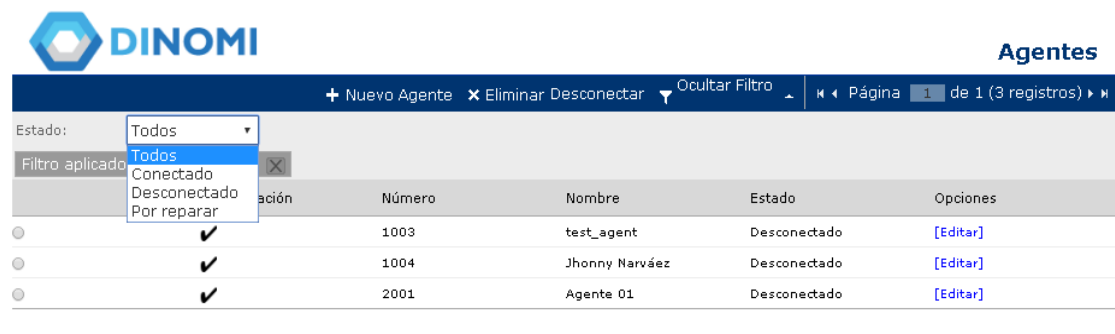 DINOMI
Agentes
Nuevo Agente Eliminar Desconectar Ocultar Filtro Página 1 de 1 (3 registros)
Estado: Todos
Filtro aplicado
Todos
Conectado
Desconectado
Por reparar
ación Número Nombre Estado Opciones
1003 test_agent Desconectado [Editar]
1004 Jhonny Narváez Desconectado [Editar]
2001 Agente 01 Desconectado [Editar]